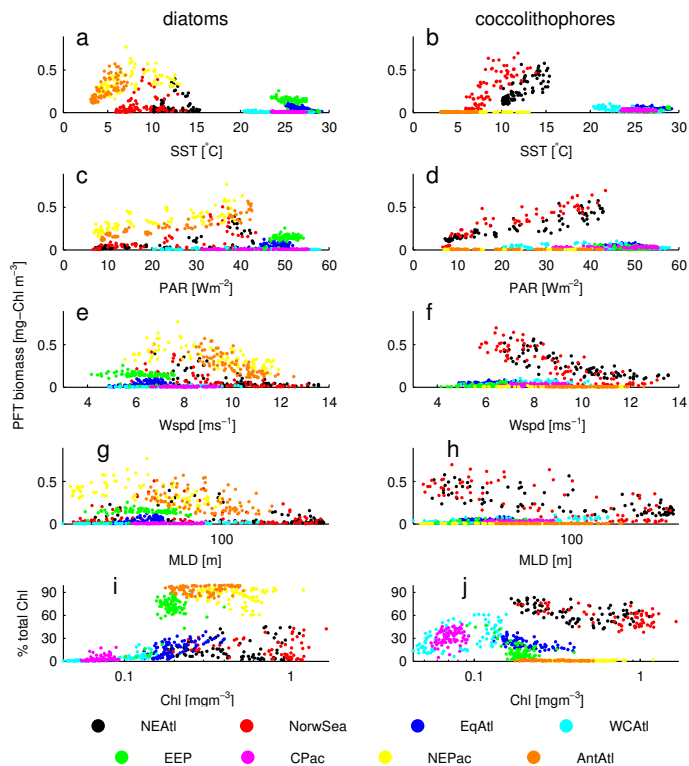 diatoms
coccolithophores
a
b
0.5
0
0.5
0
0 5 10 15 20 25 30
0 5 10 15 20 25 30
SST [°C]
SST [°C]
c
d
0.5
0
0.5
0
0 10 20 30 40 50 60
0 10 20 30 40 50 60
PAR [Wm−2]
PAR [Wm−2]
PFT biomass [mg−Chl m−3]
e
f
0.5
0
0.5
0
4 6 8 10 12 14
4 6 8 10 12 14
Wspd [ms−1]
Wspd [ms−1]
g
h
0.5
0
0.5
0
100
100
MLD [m]
MLD [m]
% total Chl
i
j
90
60
30
0
90
60
30
0
0.1 1
0.1 1
Chl [mgm−3]
Chl [mgm−3]
NEAtl NorwSea EqAtl WCAtl
EEP CPac NEPac AntAtl